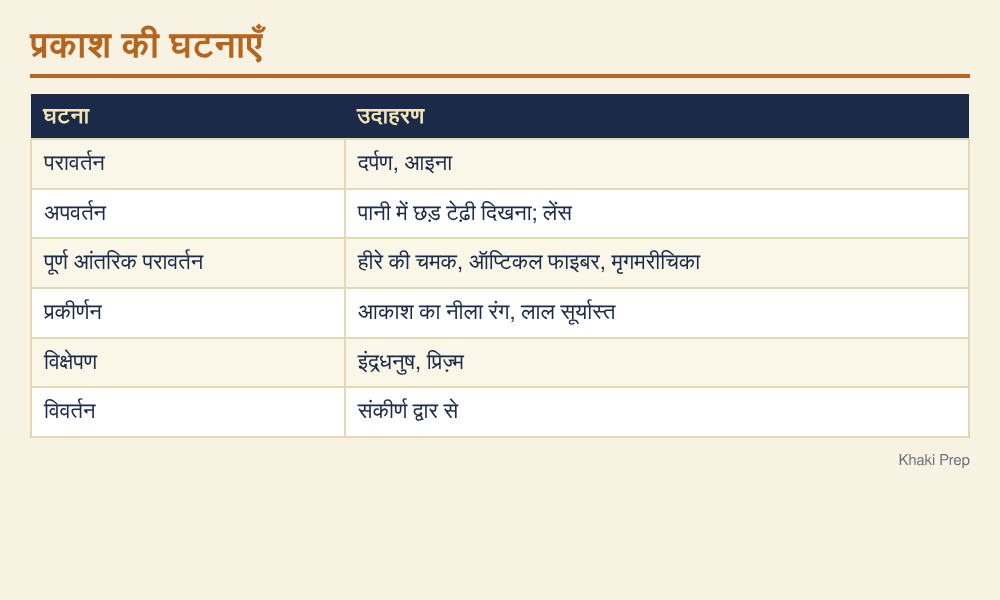 प्रकाश की घटनाएँ
घटना उदाहरण
परावर्तन दर्पण, आइना
अपवर्तन पानी में छड़ टेढ़ी दिखना; लेंस
पूर्ण आंतरिक परावर्तन हीरे की चमक, ऑप्टिकल फाइबर, मृगमरीचिका
प्रकीर्णन आकाश का नीला रंग, लाल सूर्यास्त
विक्षेपण इंद्रधनुष, प्रिज़्म
विवर्तन संकीर्ण द्वार से
Khaki Prep